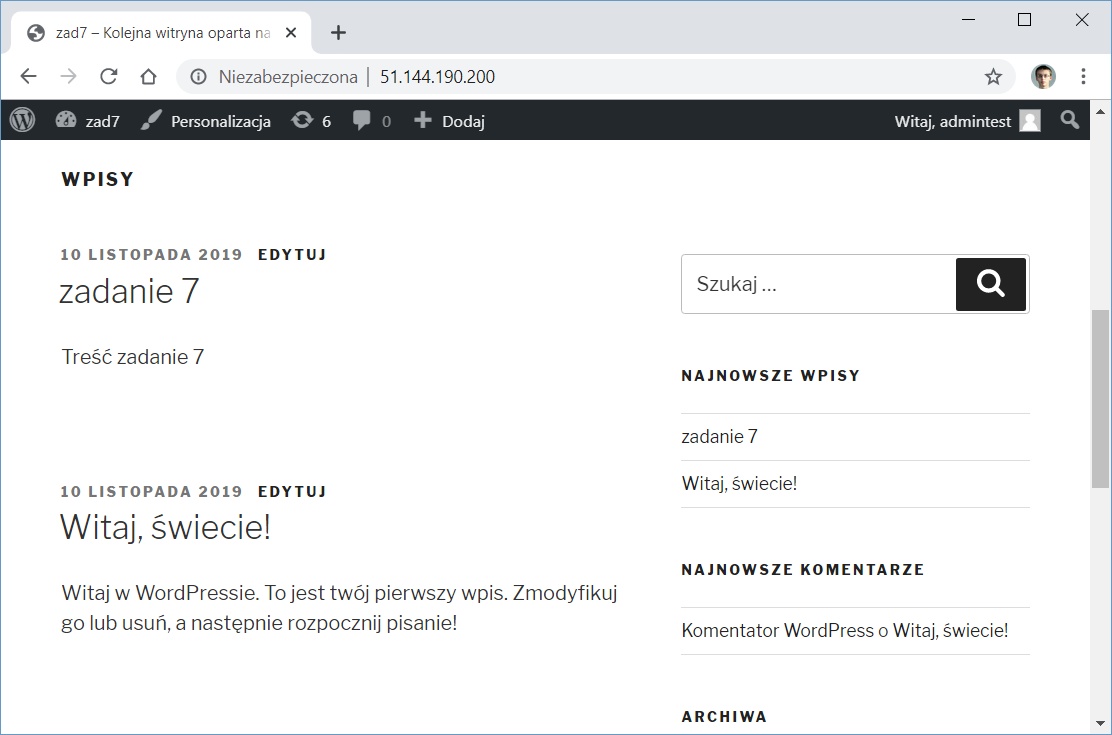 zad7 – Kolejna witryna oparta na
Niezabezpieczona | 51.144.190.200
zad7 Personalizacja 6 0 Dodaj Witaj, admintest
WPISY
10 LISTOPADA 2019 EDYTUJ
zadanie 7
Treść zadanie 7
10 LISTOPADA 2019 EDYTUJ
Witaj, świecie!
Witaj w WordPressie. To jest twój pierwszy wpis. Zmodyfikuj
go lub usuń, a następnie rozpocznij pisanie!
Szukaj …
NAJNOWSZE WPISY
zadanie 7
Witaj, świecie!
NAJNOWSZE KOMENTARZE
Komentator WordPress o Witaj, świecie!
ARCHIWA